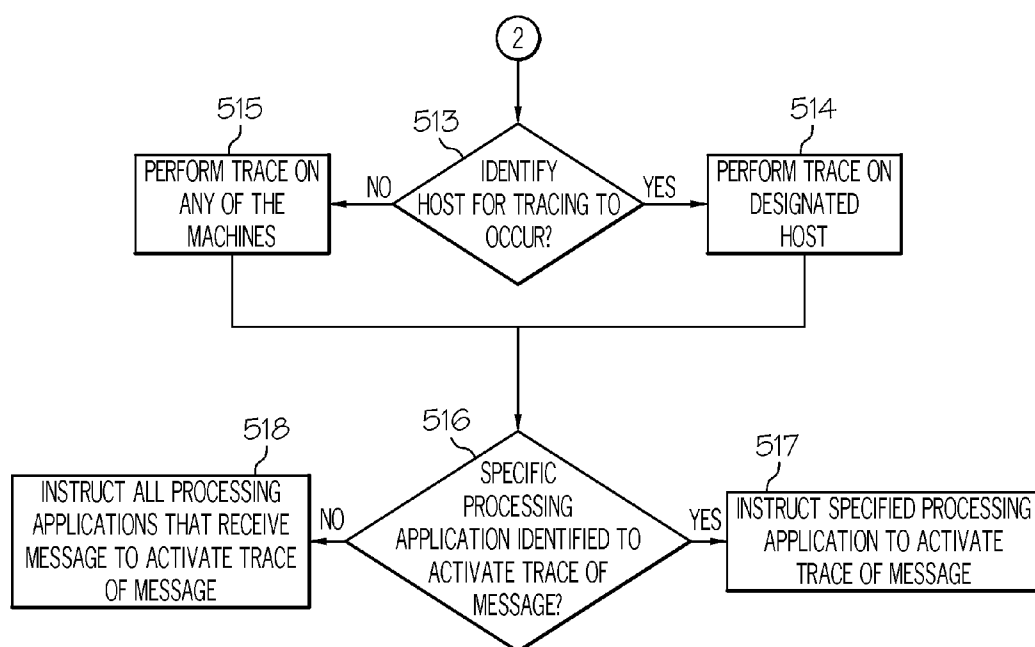 2
515
513
514
PERFORM TRACE ON
ANY OF THE
MACHINES
NO
IDENTIFY
HOST FOR TRACING TO
OCCUR?
YES
PERFORM TRACE ON
DESIGNATED
HOST
518
516
517
INSTRUCT ALL PROCESSING
APPLICATIONS THAT RECEIVE
MESSAGE TO ACTIVATE TRACE
OF MESSAGE
NO
SPECIFIC
PROCESSING
APPLICATION IDENTIFIED TO
ACTIVATE TRACE OF
MESSAGE?
YES
INSTRUCT SPECIFIED PROCESSING
APPLICATION TO ACTIVATE
TRACE OF MESSAGE